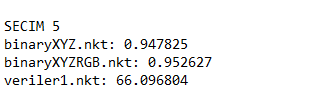 SECIM 5
binaryXYZ.nkt: 0.947825
binaryXYZRGB.nkt: 0.952627
veriler1.nkt: 66.096804